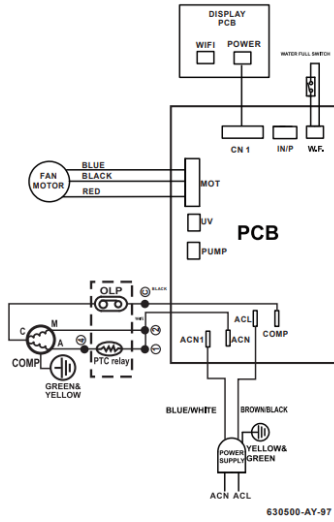 DISPLAY
PCB
WIFI POWER
WATER FULL SWITCH
CN 1 IN/P W.F.
BLUE
BLACK
RED
FAN
MOTOR
MOT
UV
PUMP
PCB
OLP
BLACK
C M
A
COMP
PTC relay
GREEN&
YELLOW
ACL
ACN1 ACN COMP
BLUE/WHITE BROWN/BLACK
POWER
SUPPLY
YELLOW&
GREEN
ACN ACL
630500-AY-97